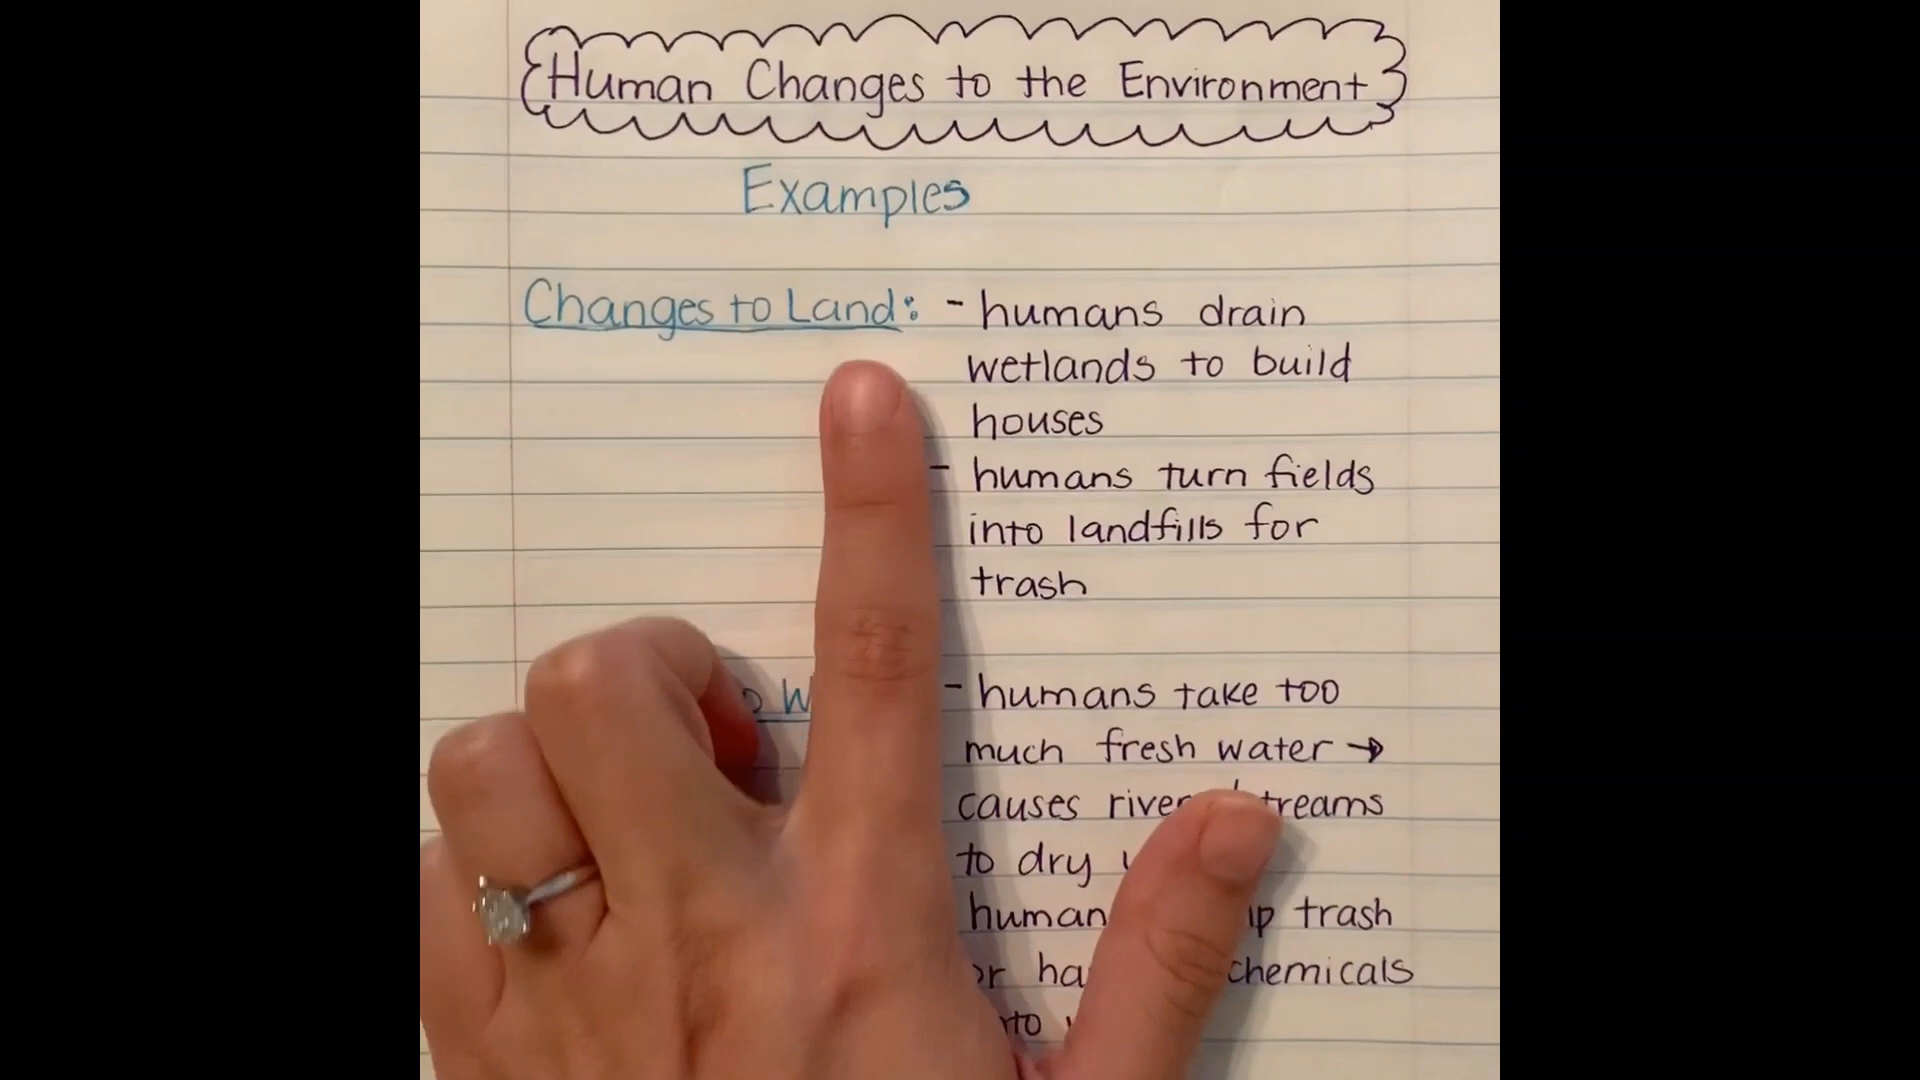 Human Changes to the Environment
Examples
Changes to Land: - humans drain
wetlands to build
houses
- humans turn fields
into landfills for
trash
- humans take too
much fresh water →
causes
to dry
trash
chemicals